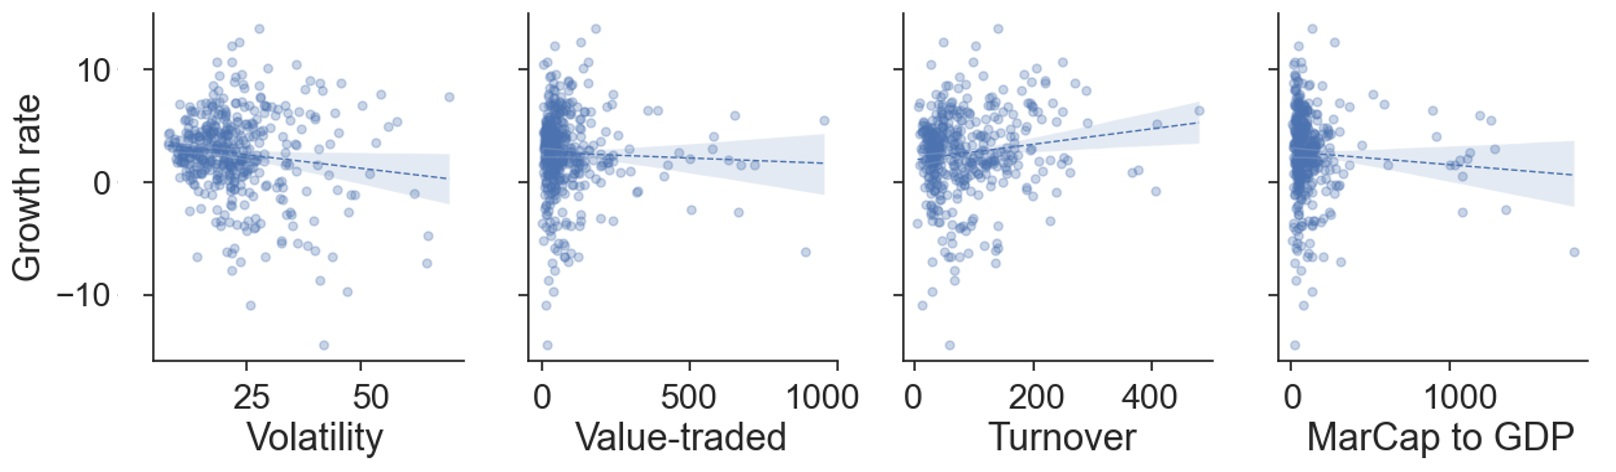 Growth rate
10
0
−10
25 50
Volatility
0 500 1000
Value-traded
0 200 400
Turnover
0 1000
MarCap to GDP